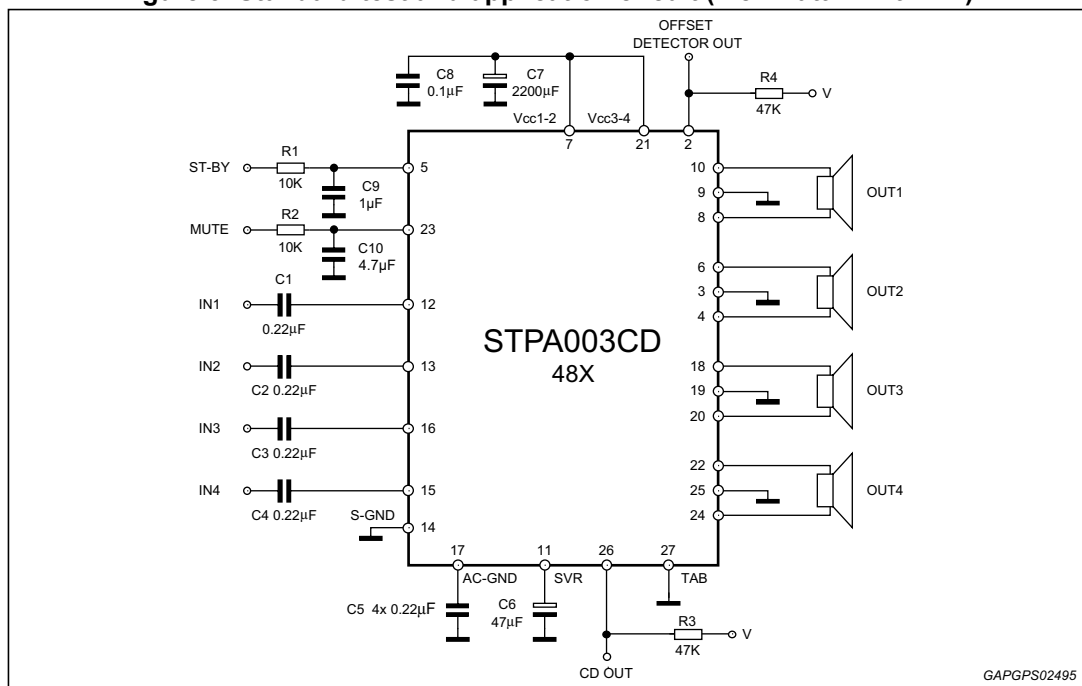 OFFSET
DETECTOR OUT
C8
0.1µF
C7
2200µF
R4
47K
V
Vcc1-2
Vcc3-4
7
21
2
ST-BY
R1
10K
5
C9
1µF
MUTE
R2
10K
23
C10
4.7µF
IN1
C1
0.22µF
12
IN2
C2 0.22µF
13
IN3
C3 0.22µF
16
IN4
C4 0.22µF
15
S-GND
14
STPA003CD
48X
10
9
8
OUT1
6
3
4
OUT2
18
19
20
OUT3
22
25
24
OUT4
17
AC-GND
11
SVR
26
27
TAB
C5 4x 0.22µF
C6
47µF
R3
47K
V
CD OUT
GAPGPS02495